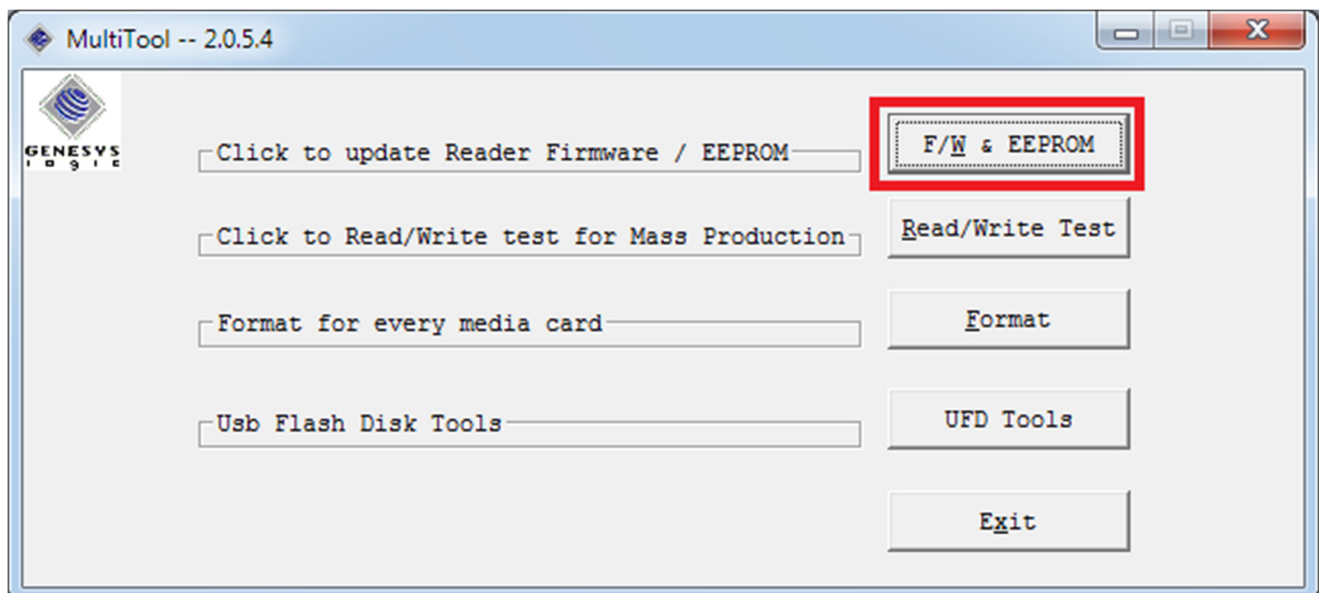 MultiTool -- 2.0.5.4
GENESYS
logic
Click to update Reader Firmware / EEPROM
F/W & EEPROM
Click to Read/Write test for Mass Production
Read/Write Test
Format for every media card
Format
Usb Flash Disk Tools
UFD Tools
Exit